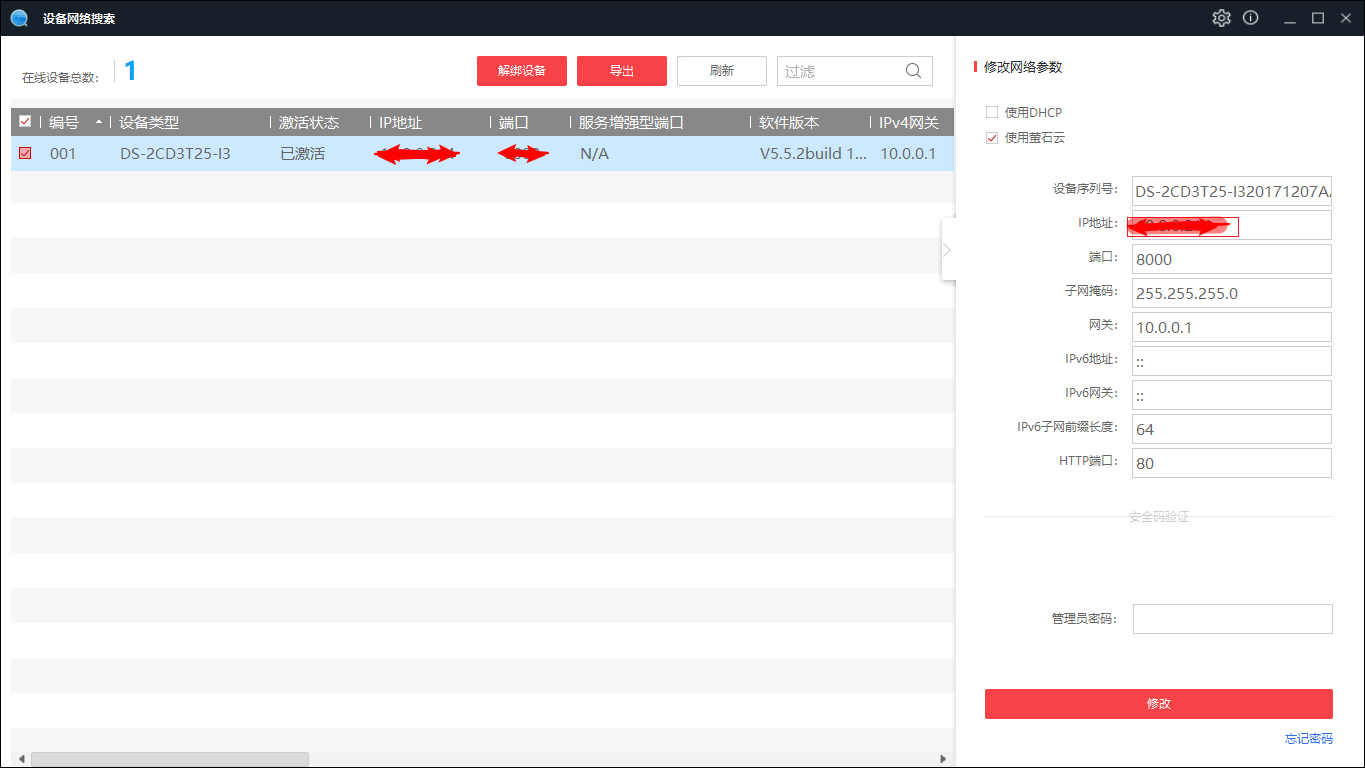 设备网络搜索
在线设备总数: 1
解绑设备 导出 刷新 过滤
编号 设备类型 激活状态 IP地址 端口 服务增强型端口 软件版本 IPv4网关
001 DS-2CD3T25-I3 已激活 N/A V5.5.2build 1... 10.0.0.1
修改网络参数
使用DHCP
使用萤石云
设备序列号: DS-2CD3T25-I320171207A
IP地址:
端口: 8000
子网掩码: 255.255.255.0
网关: 10.0.0.1
IPv6地址: ::
IPv6网关: ::
IPv6子网前缀长度: 64
HTTP端口: 80
安全码验证
管理员密码:
修改
忘记密码